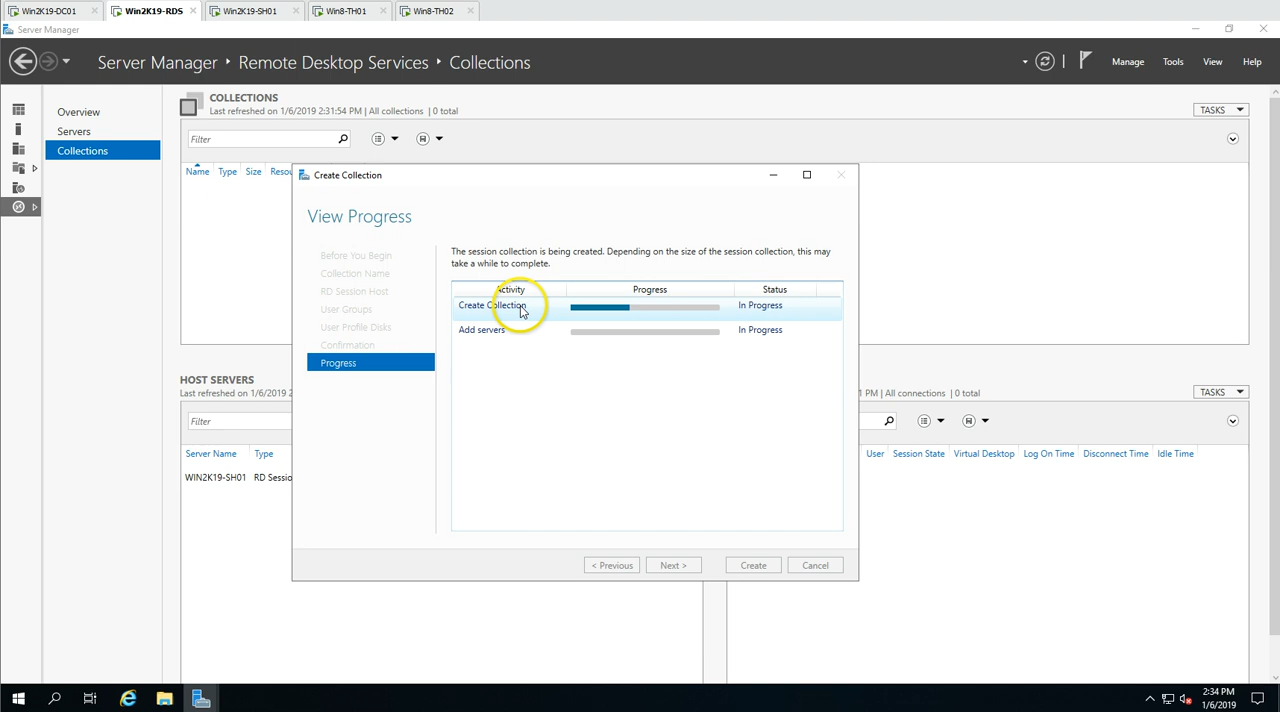 Win2K19-DC01
Win2K19-RDS
Win2K19-SH01
Win8-TH01
Win8-TH02
Server Manager
Server Manager • Remote Desktop Services • Collections
Manage
Tools
View
Help
Overview
Servers
Collections
COLLECTIONS
Last refreshed on 1/6/2019 2:31:54 PM | All collections | 0 total
TASKS
Filter
Name Type Size Resou
Create Collection
View Progress
Before You Begin
Collection Name
RD Session Host
User Groups
User Profile Disks
Confirmation
Progress
The session collection is being created. Depending on the size of the session collection, this may
take a while to complete.
Activity Progress Status
Create Collection In Progress
Add servers In Progress
< Previous
Next >
Create
Cancel
HOST SERVERS
Last refreshed on 1/6/2019 2
Filter
Server Name Type
WIN2K19-SH01 RD Sessio
1 PM | All connections | 0 total
TASKS
User Session State Virtual Desktop Log On Time Disconnect Time Idle Time
2:34 PM
1/6/2019